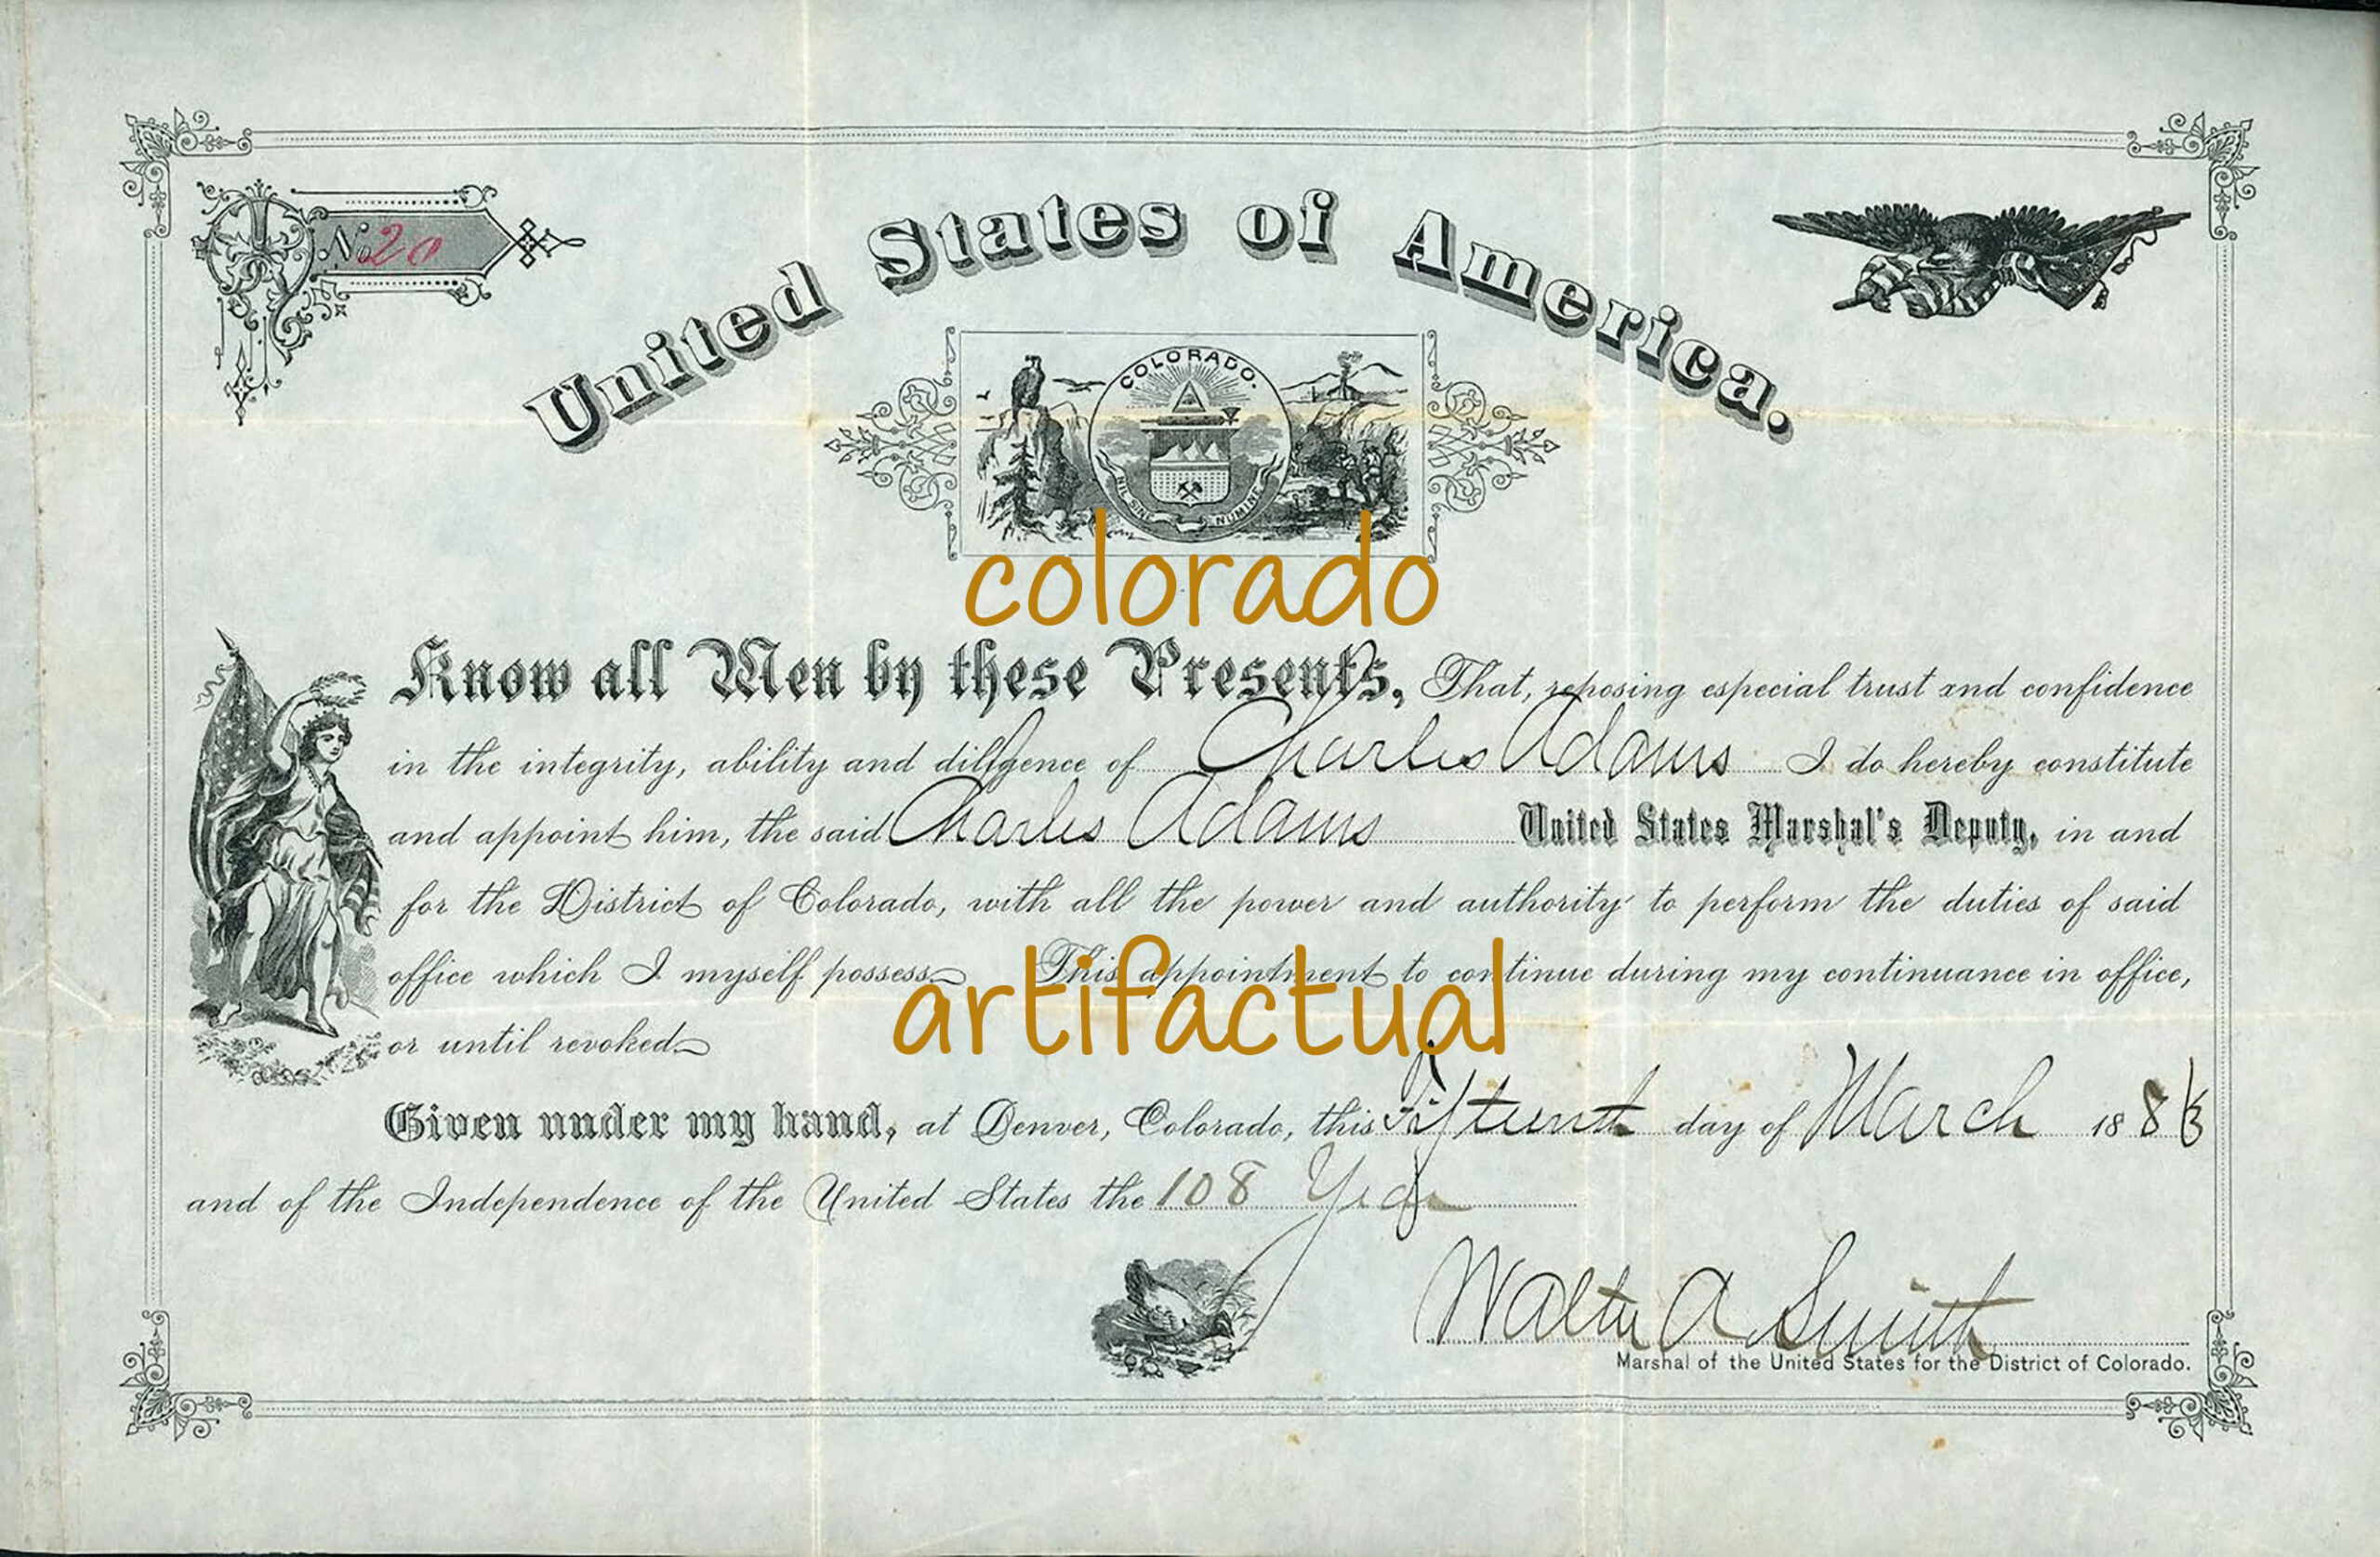 No 20
United States of America.
COLORADO.
NIL SINE NUMINE
colorado
Know all Men by these Presents, That, reposing especial trust and confidence
in the integrity, ability and diligence of Charles Adams I do hereby constitute
and appoint him, the said Charles Adams United States Marshal's Deputy, in and
for the District of Colorado, with all the power and authority to perform the duties of said
office which I myself possess This appointment to continue during my continuance in office,
artifactual
or until revoked.
Given under my hand, at Denver, Colorado, this Fifteenth day of March 188
and of the Independence of the United States the 108 Year
Walter A Smith
Marshal of the United States for the District of Colorado.